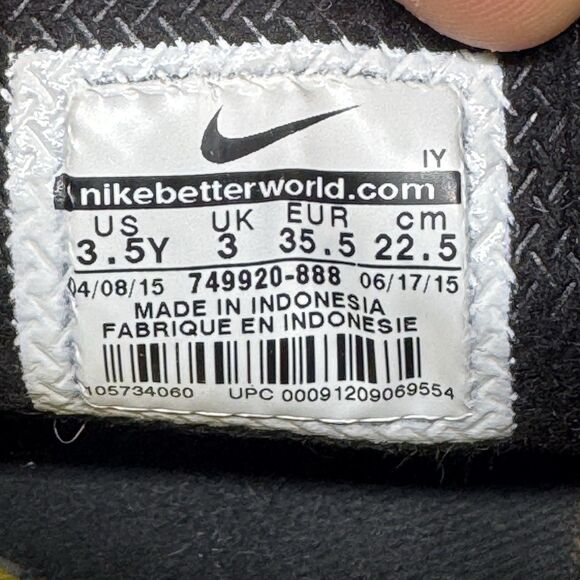 IY
nikebetterworld.com
US UK EUR cm
3.5Y 3 35.5 22.5
04/08/15 749920-888 06/17/15
MADE IN INDONESIA
FABRIQUE EN INDONESIE
105734060 UPC 00091209069554